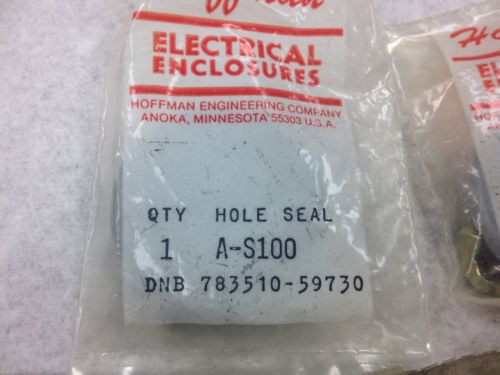 ELECTRICAL
ENCLOSURES
HOFFMAN ENGINEERING COMPANY
ANOKA, MINNESOTA 55303 U.S.A.
QTY HOLE SEAL
1 A-S100
DNB 783510-59730